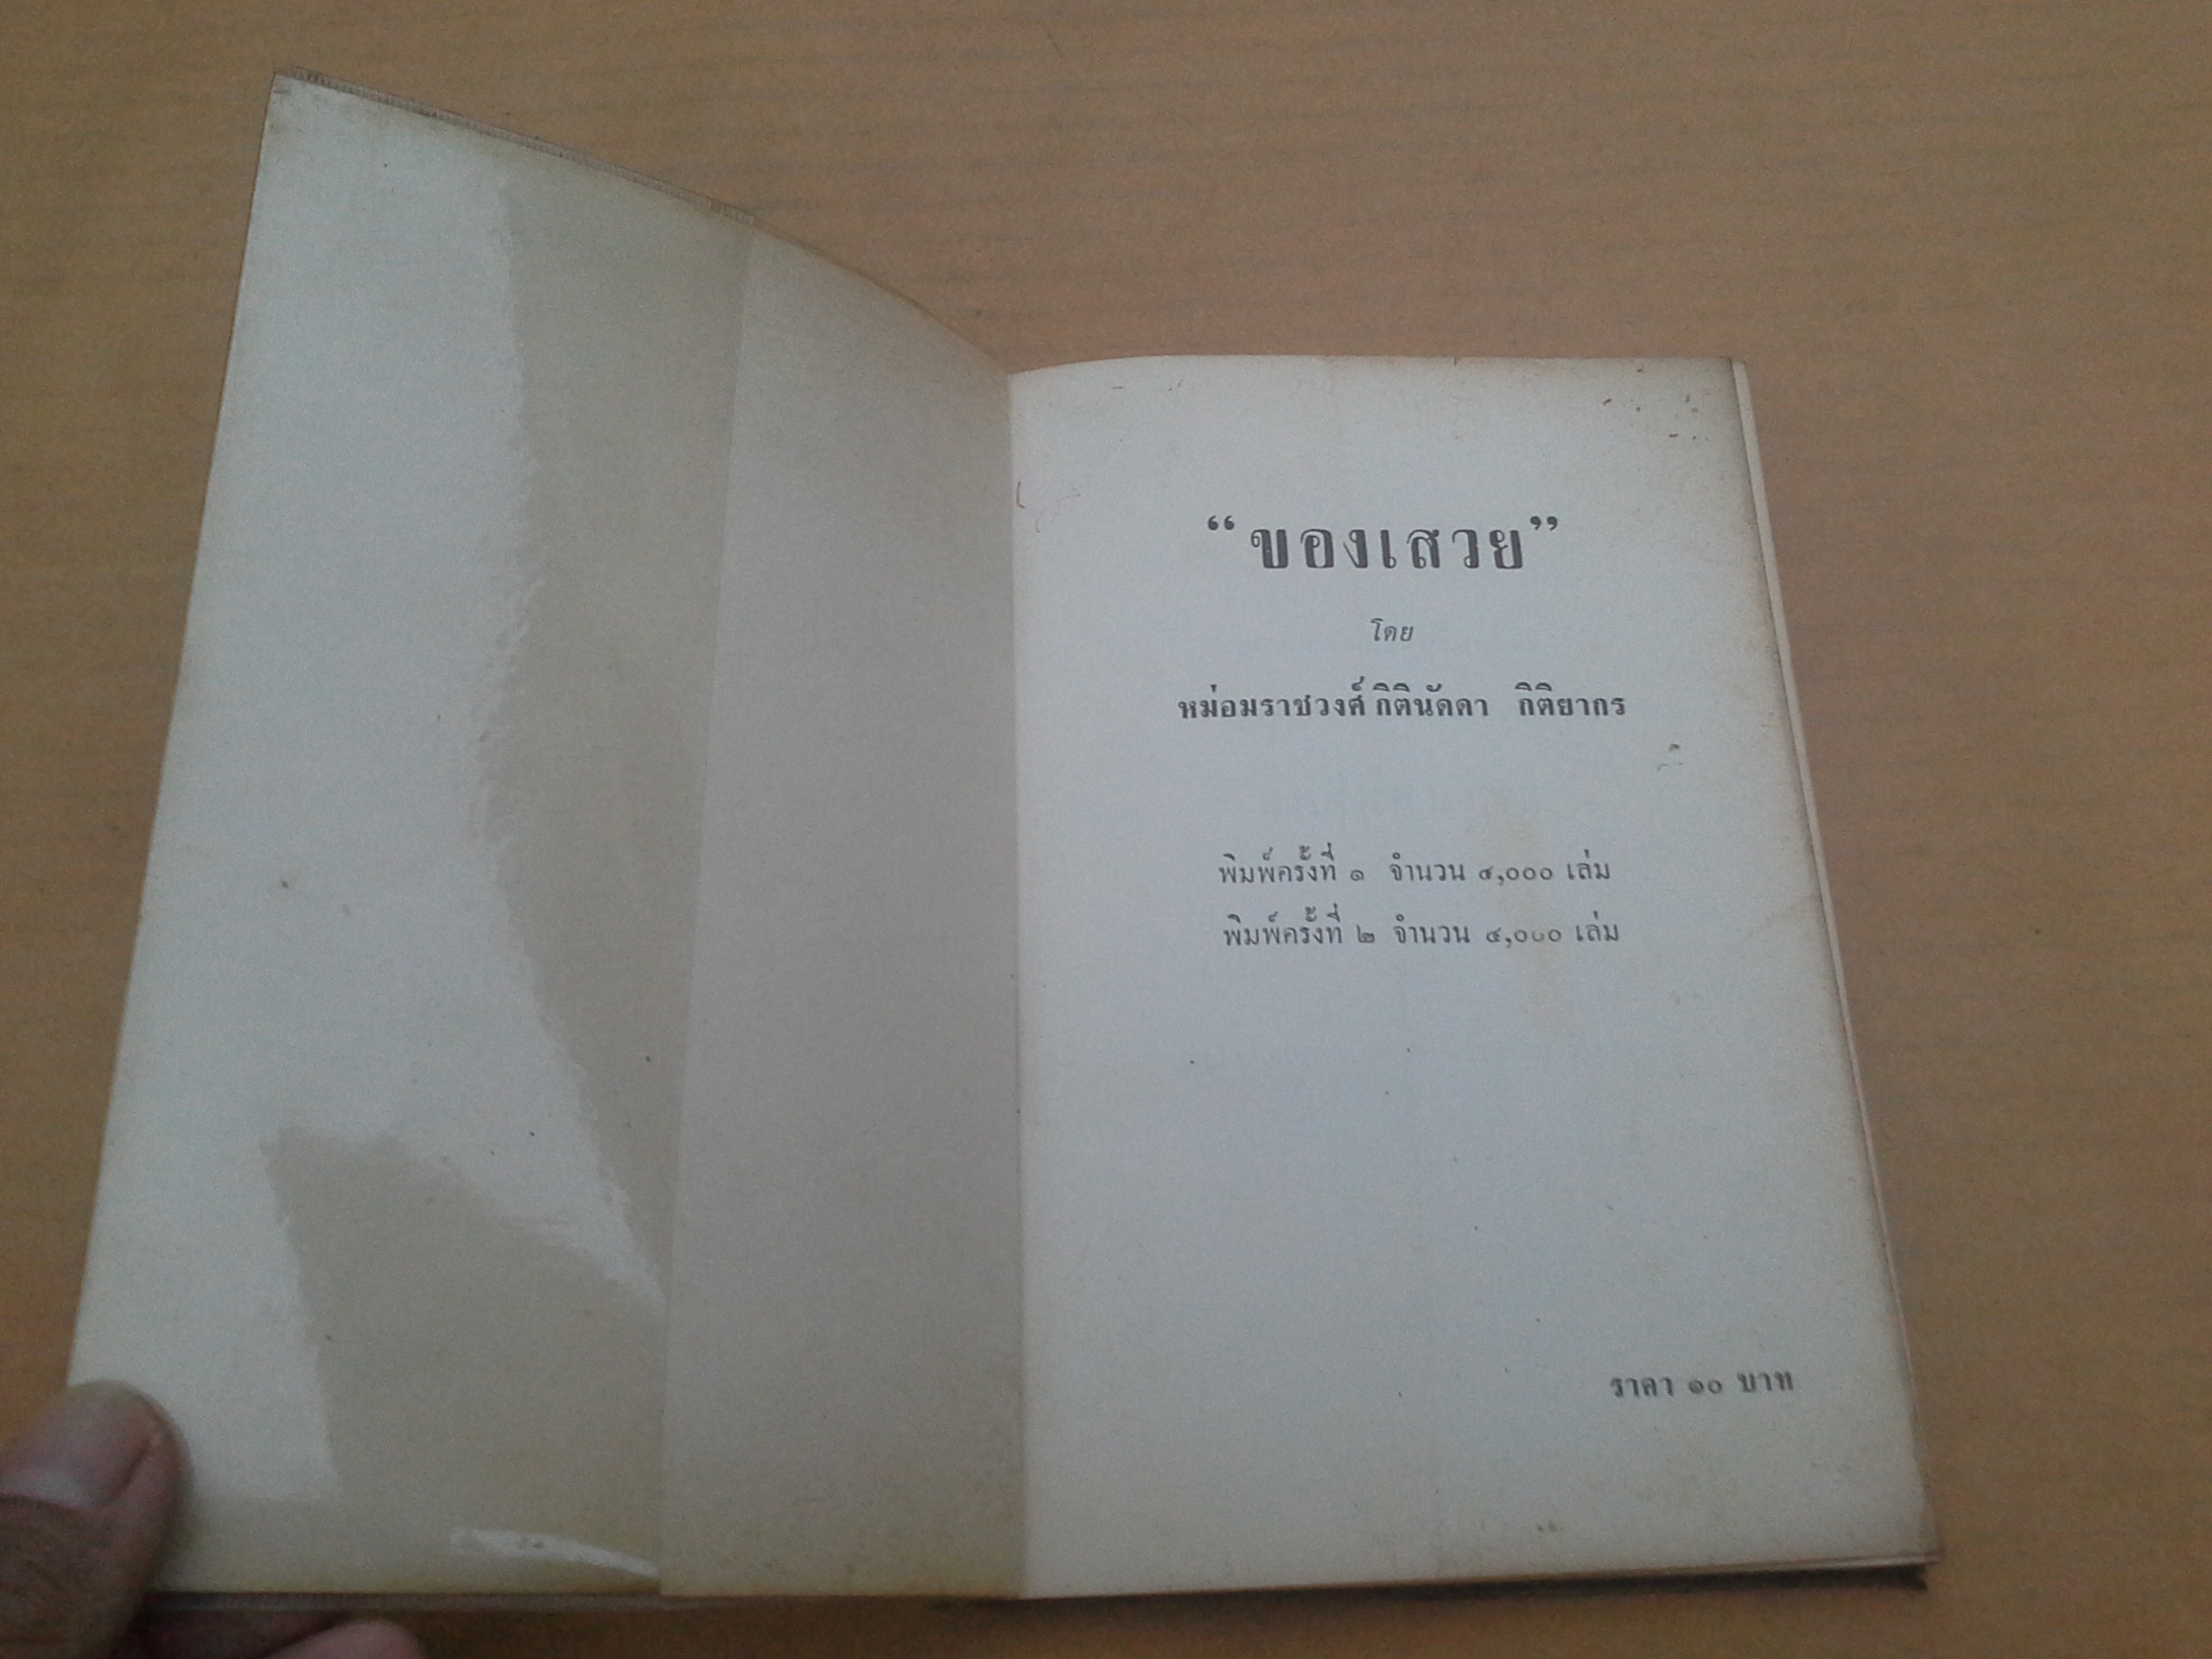 “ของเสวย”
โดย
หม่อมราชวงศ์ กิตินัดดา กิติยากร
พิมพ์ครั้งที่ ๑ จำนวน ๔,๐๐๐ เล่ม
พิมพ์ครั้งที่ ๒ จำนวน ๔,๐๐๐ เล่ม
ราคา ๑๐ บาท